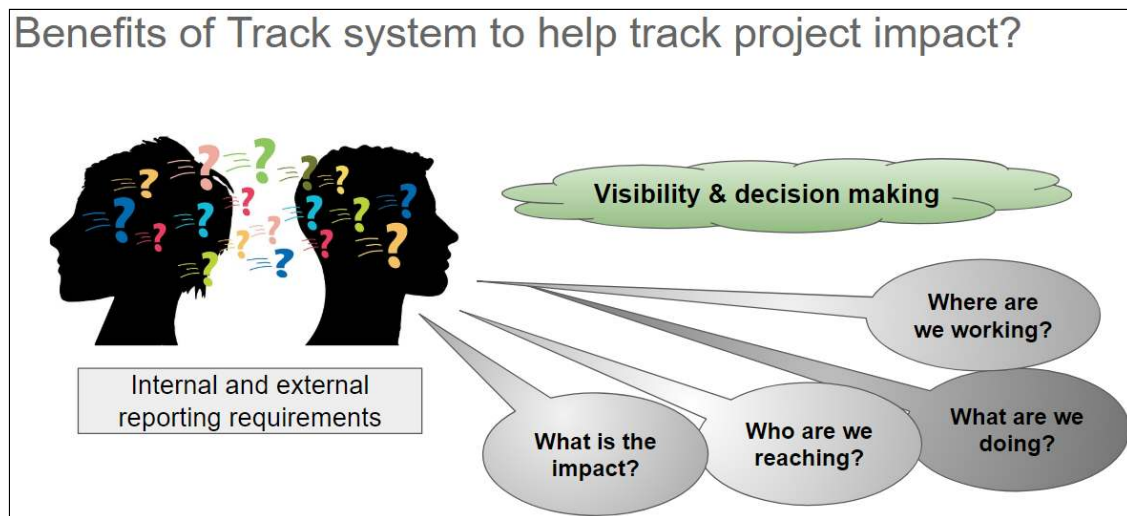 Benefits of Track system to help track project impact?
Visibility & decision making
Where are
we working?
Internal and external
reporting requirements
What is the
impact?
Who are we
reaching?
What are we
doing?